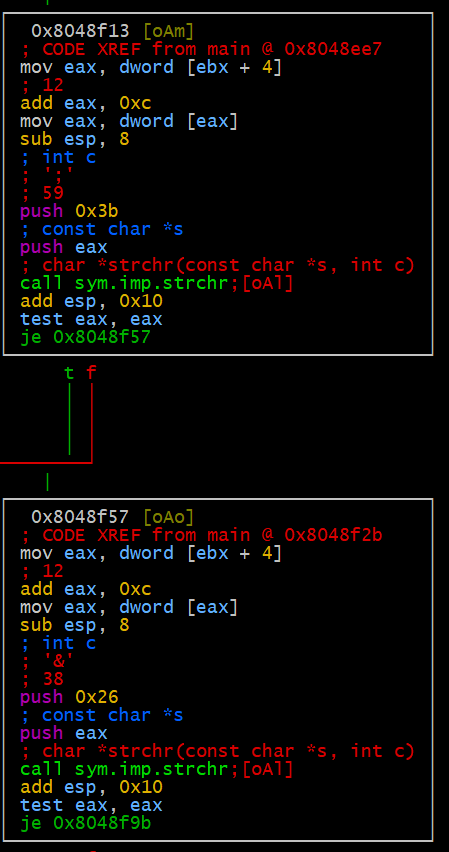 0x8048f13 [oAm]
; CODE XREF from main @ 0x8048ee7
mov eax, dword [ebx + 4]
; 12
add eax, 0xc
mov eax, dword [eax]
sub esp, 8
; int c
; ';'
; 59
push 0x3b
; const char *s
push eax
; char *strchr(const char *s, int c)
call sym.imp.strchr;[oAl]
add esp, 0x10
test eax, eax
je 0x8048f57
t f
0x8048f57 [oAo]
; CODE XREF from main @ 0x8048f2b
mov eax, dword [ebx + 4]
; 12
add eax, 0xc
mov eax, dword [eax]
sub esp, 8
; int c
; '&'
; 38
push 0x26
; const char *s
push eax
; char *strchr(const char *s, int c)
call sym.imp.strchr;[oAl]
add esp, 0x10
test eax, eax
je 0x8048f9b